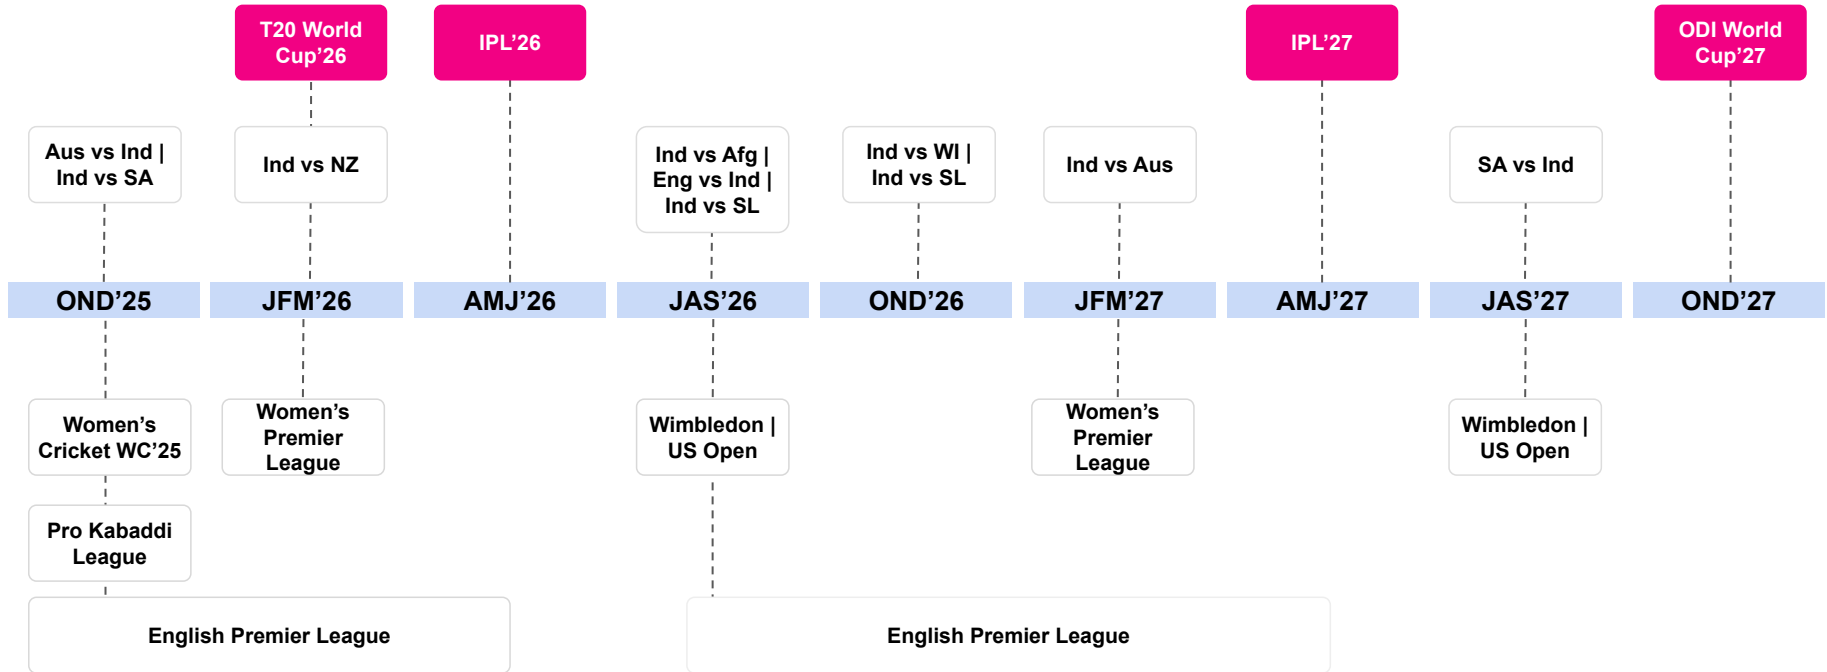 T20 World
Cup’26
IPL’26
IPL’27
ODI World
Cup’27
Aus vs Ind |
Ind vs SA
Ind vs NZ
Ind vs Afg |
Eng vs Ind |
Ind vs SL
Ind vs WI |
Ind vs SL
Ind vs Aus
SA vs Ind
OND’25
JFM’26
AMJ’26
JAS’26
OND’26
JFM’27
AMJ’27
JAS’27
OND’27
Women’s
Cricket WC’25
Women’s
Premier
League
Wimbledon |
US Open
Women’s
Premier
League
Wimbledon |
US Open
Pro Kabaddi
League
English Premier League
English Premier League